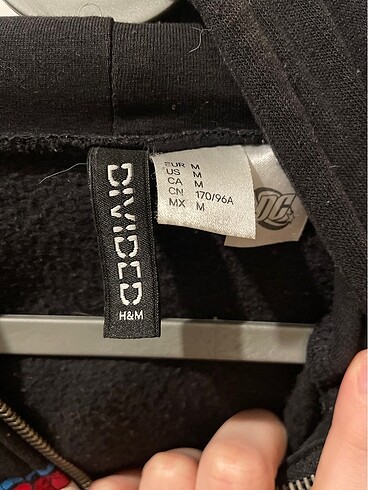 DIVIDED
H&M
EUR M
US M
CA M
CN 170/96A
MX M
DC